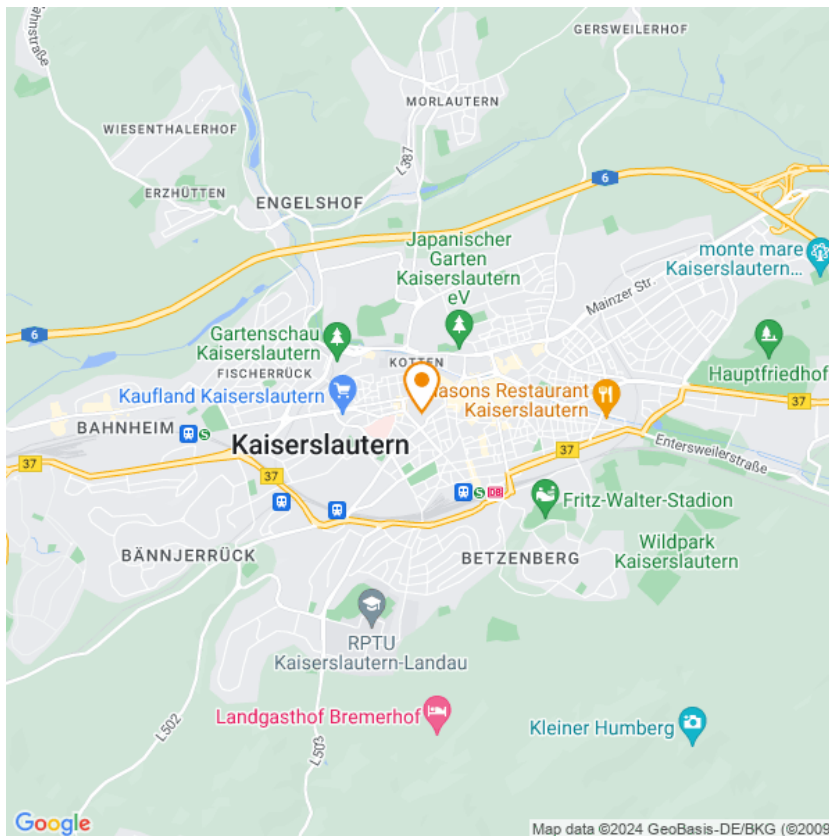 ahnstraße
GERSWEILERHOF
MORLAUTERN
WIESENTHALERHOF
L387
6
ERZHÜTTEN
ENGELSHOF
Japanischer
Garten
Kaiserslautern
eV
monte mare
Kaiserslautern...
Mainzer Str.
6
Gartenschau
Kaiserslautern
KOTTEN
FISCHERRÜCK
Hauptfriedhof
Kaufland Kaiserslautern
asons Restaurant
Kaiserslautern
37
BAHNHEIM
S
Kaiserslautern
Entersweilerstraße
37
37
37
S DB
Fritz-Walter-Stadion
BÄNNJERRÜCK
BETZENBERG
Wildpark
Kaiserslautern
RPTU
Kaiserslautern-Landau
L502
L503
Landgasthof Bremerhof
Kleiner Humberg
Google
Map data ©2024 GeoBasis-DE/BKG (©2009